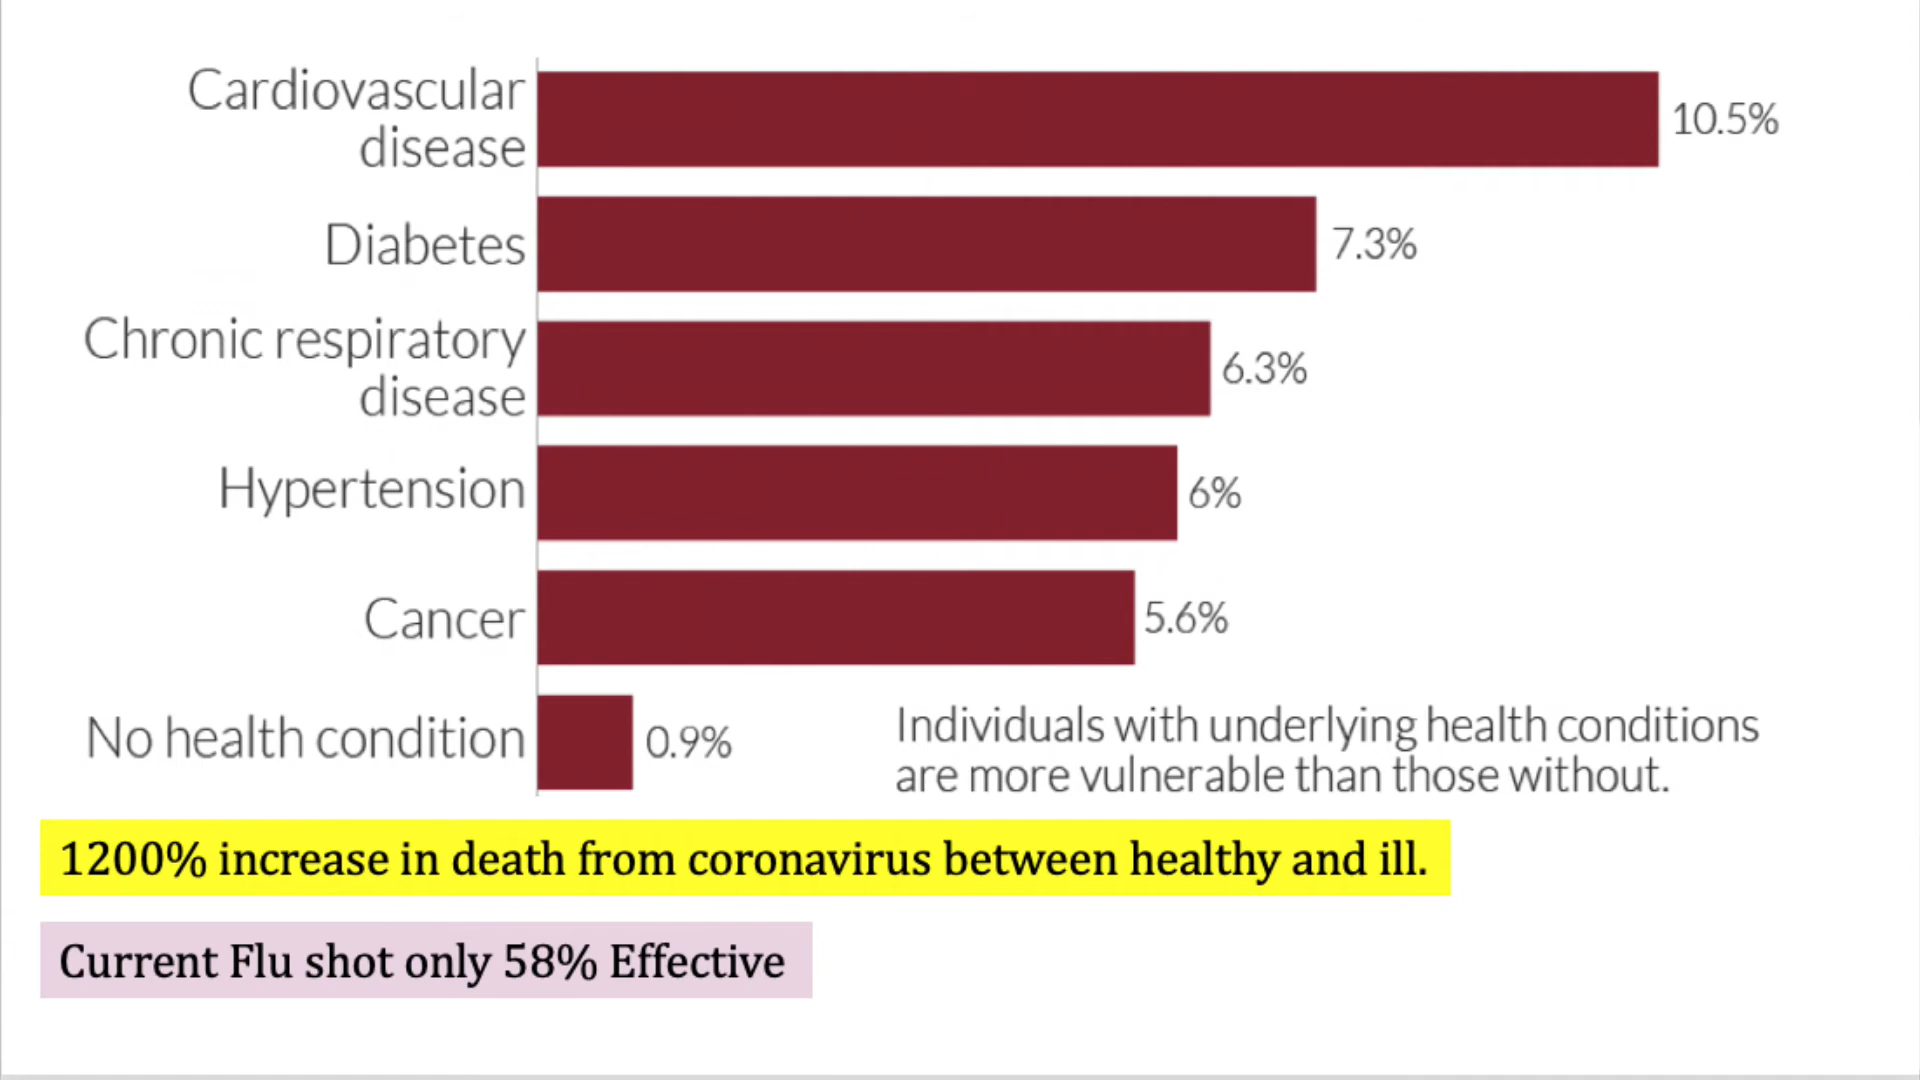 Cardiovascular
disease
10.5%
Diabetes
7.3%
Chronic respiratory
disease
6.3%
Hypertension
6%
Cancer
5.6%
No health condition
0.9%
Individuals with underlying health conditions
are more vulnerable than those without.
1200% increase in death from coronavirus between healthy and ill.
Current Flu shot only 58% Effective